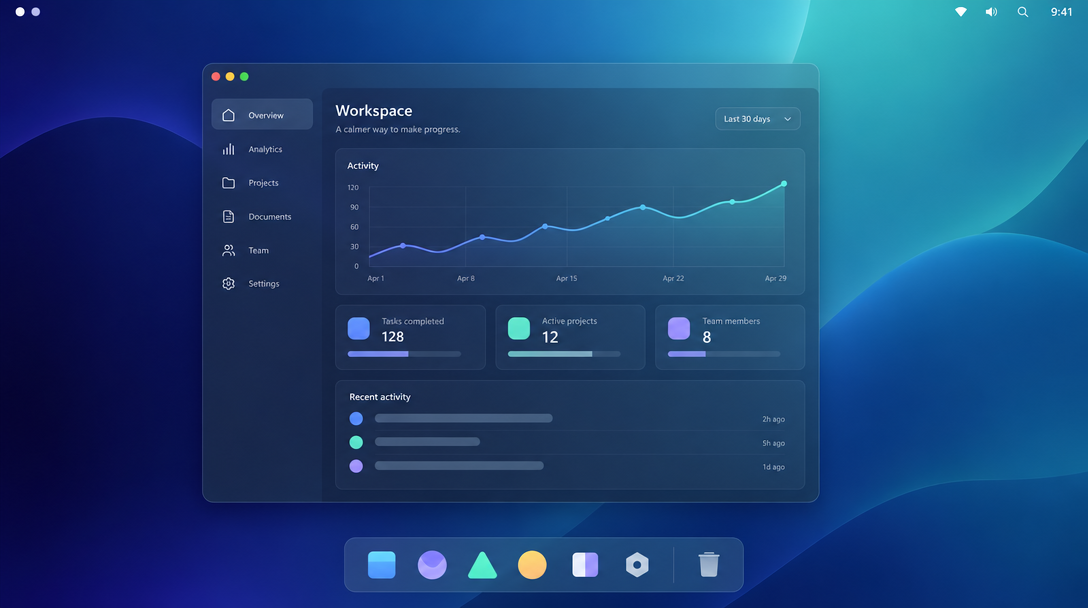 9:41
Overview
Analytics
Projects
Documents
Team
Settings
Workspace
A calmer way to make progress.
Last 30 days
Activity
120
90
60
30
0
Apr 1
Apr 8
Apr 15
Apr 22
Apr 29
Tasks completed
128
Active projects
12
Team members
8
Recent activity
2h ago
5h ago
1d ago